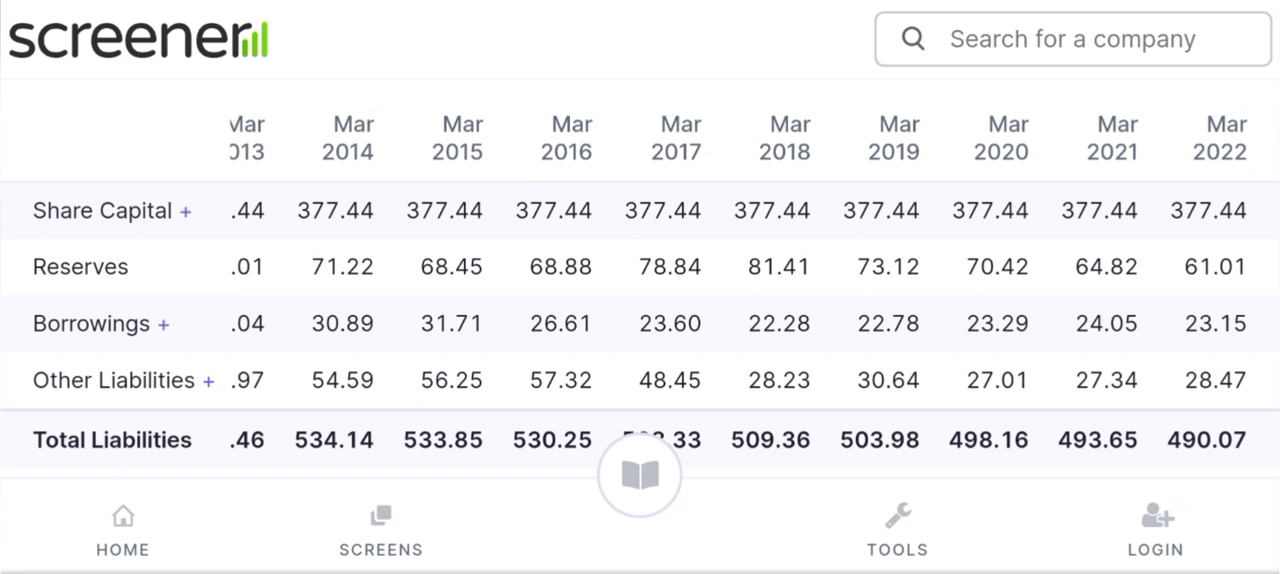 screener
Search for a company
Mar Mar Mar Mar Mar Mar Mar Mar Mar
2014 2015 2016 2017 2018 2019 2020 2021 2022
Share Capital + .44 377.44 377.44 377.44 377.44 377.44 377.44 377.44 377.44 377.44
Reserves .01 71.22 68.45 68.88 78.84 81.41 73.12 70.42 64.82 61.01
Borrowings + .04 30.89 31.71 26.61 23.60 22.28 22.78 23.29 24.05 23.15
Other Liabilities + .97 54.59 56.25 57.32 48.45 28.23 30.64 27.01 27.34 28.47
Total Liabilities .46 534.14 533.85 530.25 509.36 503.98 498.16 493.65 490.07
HOME SCREENS TOOLS LOGIN